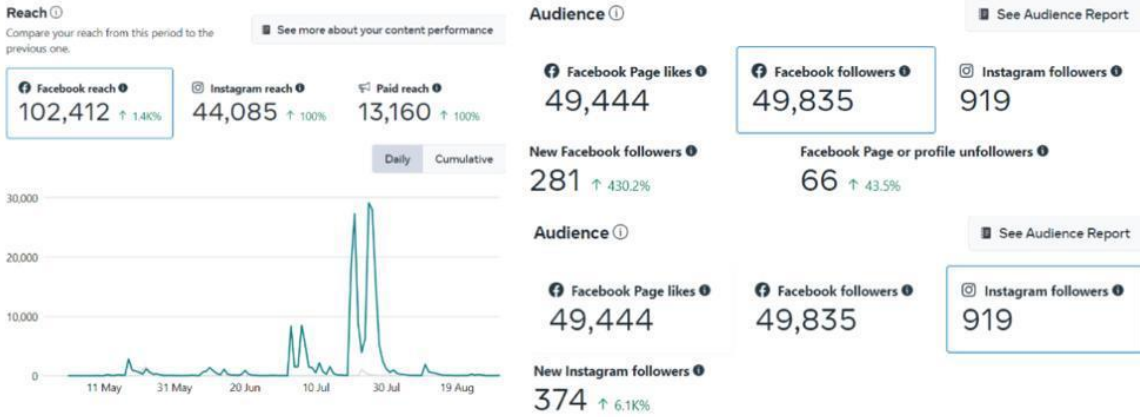 Reach
Compare your reach from this period to the
previous one.
See more about your content performance
Facebook reach
102,412 ↑ 1.4K%
Instagram reach
44,085 ↑ 100%
Paid reach
13,160 ↑ 100%
Daily
Cumulative
30,000
20,000
10,000
0
11 May
31 May
20 Jun
10 Jul
30 Jul
19 Aug
Audience
See Audience Report
Facebook Page likes
49,444
Facebook followers
49,835
Instagram followers
919
New Facebook followers
281 ↑ 430.2%
Facebook Page or profile unfollowers
66 ↑ 43.5%
Audience
See Audience Report
Facebook Page likes
49,444
Facebook followers
49,835
Instagram followers
919
New Instagram followers
374 ↑ 6.1K%